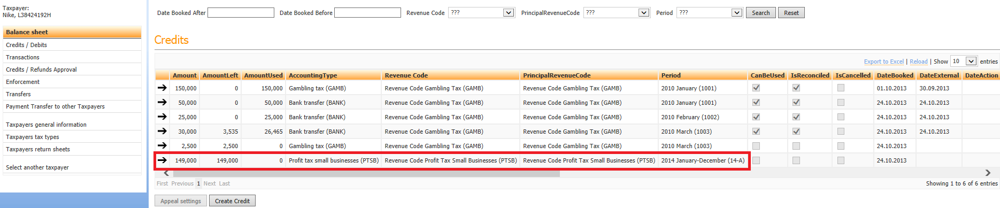 Taxpayer:
Nike, L38424192H
Balance sheet
Credits / Debits
Transactions
Credits / Refunds Approval
Enforcement
Transfers
Payment Transfer to other Taxpayers
Taxpayers general information
Taxpayers tax types
Taxpayers return sheets
Select another taxpayer
Date Booked After Date Booked Before Revenue Code ??? PrincipalRevenueCode ??? Period ??? Search Reset
Credits
Export to Excel | Reload | Show 10 entries
Amount AmountLeft AmountUsed AccountingType Revenue Code PrincipalRevenueCode Period CanBeUsed IsReconciled IsCancelled DateBooked DateExternal DateAction
150,000 0 150,000 Gambling tax (GAMB) Revenue Code Gambling Tax (GAMB) Revenue Code Gambling Tax (GAMB) 2010 January (1001) 01.10.2013 30.09.2013
50,000 0 50,000 Bank transfer (BANK) Revenue Code Gambling Tax (GAMB) Revenue Code Gambling Tax (GAMB) 2010 January (1001) 24.10.2013 24.10.2013
25,000 0 25,000 Bank transfer (BANK) Revenue Code Gambling Tax (GAMB) Revenue Code Gambling Tax (GAMB) 2010 February (1002) 24.10.2013 24.10.2013
30,000 3,535 26,465 Bank transfer (BANK) Revenue Code Gambling Tax (GAMB) Revenue Code Gambling Tax (GAMB) 2010 March (1003) 24.10.2013 24.10.2013
2,500 2,500 0 Gambling tax (GAMB) Revenue Code Gambling Tax (GAMB) Revenue Code Gambling Tax (GAMB) 2010 March (1003) 24.10.2013
149,000 149,000 0 Profit tax small businesses (PTSB) Revenue Code Profit Tax Small Businesses (PTSB) Revenue Code Profit Tax Small Businesses (PTSB) 2014 January-December (14-A) 24.10.2013
First Previous 1 Next Last Showing 1 to 6 of 6 entries
Appeal settings Create Credit